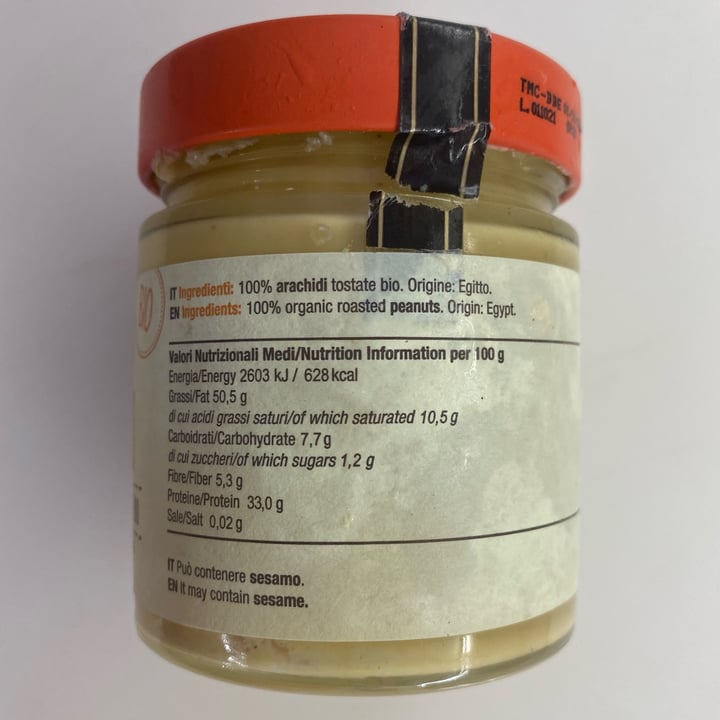 TMC-
L.011021
BIO
IT Ingredienti: 100% arachidi tostate bio. Origine: Egitto.
EN Ingredients: 100% organic roasted peanuts. Origin: Egypt.
Valori Nutrizionali Medi/Nutrition Information per 100 g
Energia/Energy 2603 kJ / 628 kcal
Grassi/Fat 50,5 g
di cui acidi grassi saturi/of which saturated 10,5 g
Carboidrati/Carbohydrate 7,7 g
di cui zuccheri/of which sugars 1,2 g
Fibre/Fiber 5,3 g
Proteine/Protein 33,0 g
Sale/Salt 0,02 g
IT Può contenere sesamo.
EN It may contain sesame.